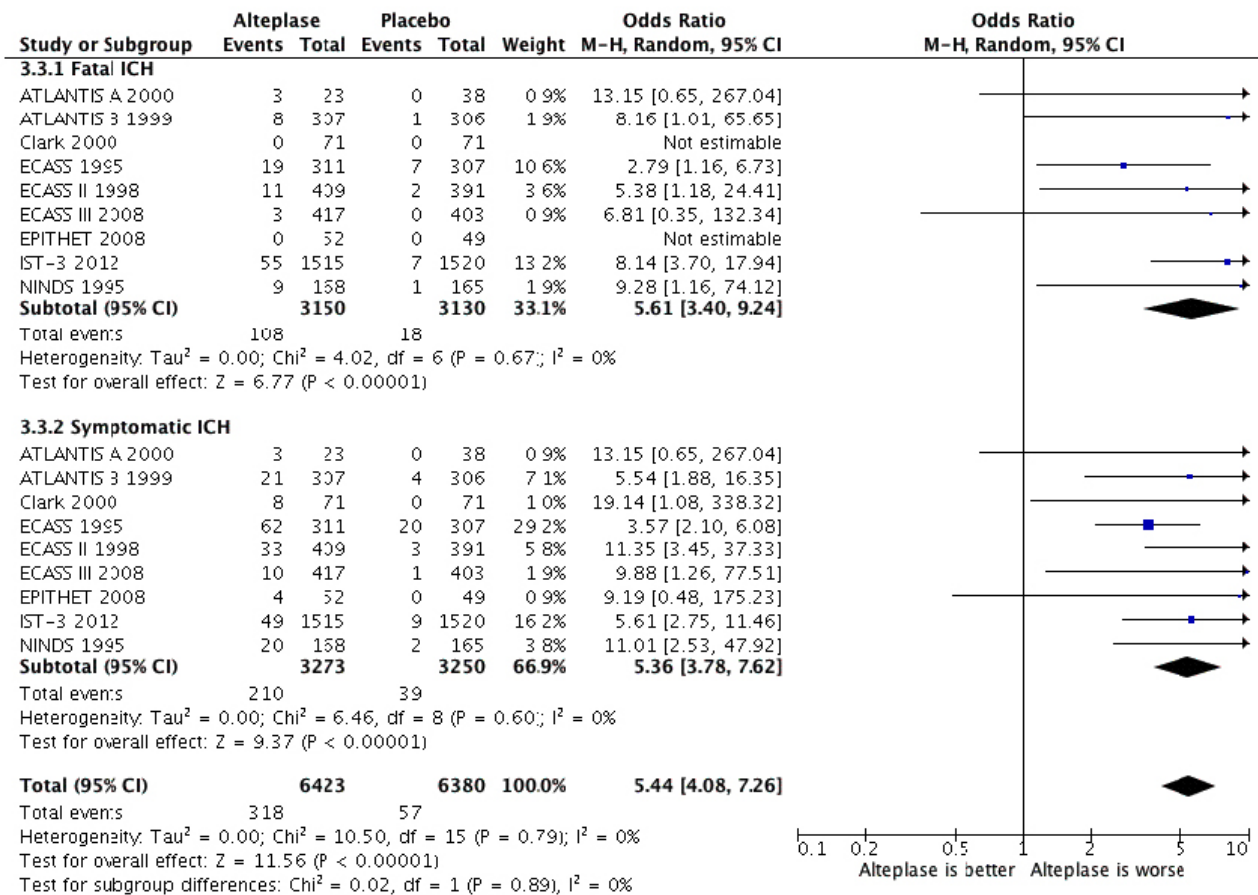 Alteplase Placebo Odds Ratio Odds Ratio
Study or Subgroup Events Total Events Total Weight M-H, Random, 95% CI M-H, Random, 95% CI
3.3.1 Fatal ICH
ATLANTIS A 2000 3 23 0 38 0 9% 13.15 [0.65, 267.04]
ATLANTIS B 1999 8 307 1 306 1 9% 8.16 [1.01, 65.65]
Clark 2000 0 71 0 71 Not estimable
ECASS 1995 19 311 7 307 10 6% 2.79 [1.16, 6.73]
ECASS II 1998 11 409 2 391 3 6% 5.38 [1.18, 24.41]
ECASS III 2008 3 417 0 403 0 9% 6.81 [0.35, 132.34]
EPITHET 2008 0 52 0 49 Not estimable
IST-3 2012 55 1515 7 1520 13 2% 8.14 [3.70, 17.94]
NINDS 1995 9 168 1 165 1 9% 9.28 [1.16, 74.12]
Subtotal (95% CI) 3150 3130 33.1% 5.61 [3.40, 9.24]
Total events 108 18
Heterogeneity: Tau² = 0.00; Chi² = 4.02, df = 6 (P = 0.67); I² = 0%
Test for overall effect: Z = 6.77 (P < 0.00001)
3.3.2 Symptomatic ICH
ATLANTIS A 2000 3 23 0 38 0 9% 13.15 [0.65, 267.04]
ATLANTIS B 1999 21 307 4 306 7 1% 5.54 [1.88, 16.35]
Clark 2000 8 71 0 71 1 0% 19.14 [1.08, 338.32]
ECASS 1995 62 311 20 307 29 2% 3.57 [2.10, 6.08]
ECASS II 1998 33 409 3 391 5 8% 11.35 [3.45, 37.33]
ECASS III 2008 10 417 1 403 1 9% 9.88 [1.26, 77.51]
EPITHET 2008 4 52 0 49 0 9% 9.19 [0.48, 175.23]
IST-3 2012 49 1515 9 1520 16 2% 5.61 [2.75, 11.46]
NINDS 1995 20 168 2 165 3 8% 11.01 [2.53, 47.92]
Subtotal (95% CI) 3273 3250 66.9% 5.36 [3.78, 7.62]
Total events 210 39
Heterogeneity: Tau² = 0.00; Chi² = 6.46, df = 8 (P = 0.60); I² = 0%
Test for overall effect: Z = 9.37 (P < 0.00001)
Total (95% CI) 6423 6380 100.0% 5.44 [4.08, 7.26]
Total events 318 57
Heterogeneity: Tau² = 0.00; Chi² = 10.50, df = 15 (P = 0.79); I² = 0%
Test for overall effect: Z = 11.56 (P < 0.00001)
Test for subgroup differences: Chi² = 0.02, df = 1 (P = 0.89), I² = 0%
0.1 0.2 0.5 1 2 5 10
Alteplase is better Alteplase is worse